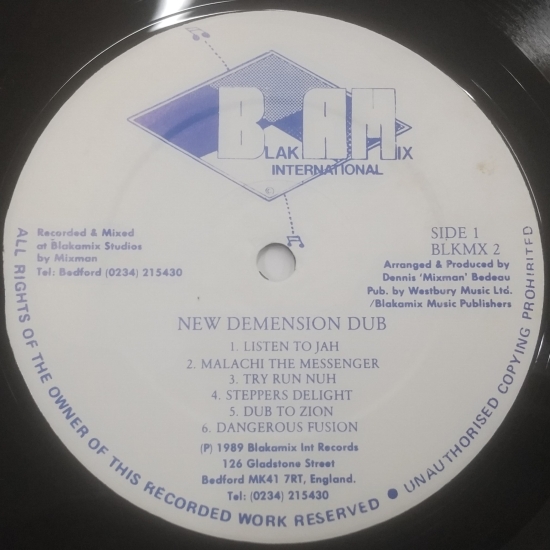 BLAKAMIX
INTERNATIONAL
Recorded & Mixed
at Blakamix Studios
by Mixman
Tel: Bedford (0234) 215430
SIDE 1
BLKMX 2
Arranged & Produced by
Dennis 'Mixman' Bedeau
Pub. by Westbury Music Ltd.
/Blakamix Music Publishers
NEW DEMENSION DUB
1. LISTEN TO JAH
2. MALACHI THE MESSENGER
3. TRY RUN NUH
4. STEPPERS DELIGHT
5. DUB TO ZION
6. DANGEROUS FUSION
(P) 1989 Blakamix Int Records
126 Gladstone Street
Bedford MK41 7RT, England.
Tel: (0234) 215430
ALL RIGHTS OF THE OWNER OF THIS RECORDED WORK RESERVED ● UNAUTHORISED COPYING PROHIBITED